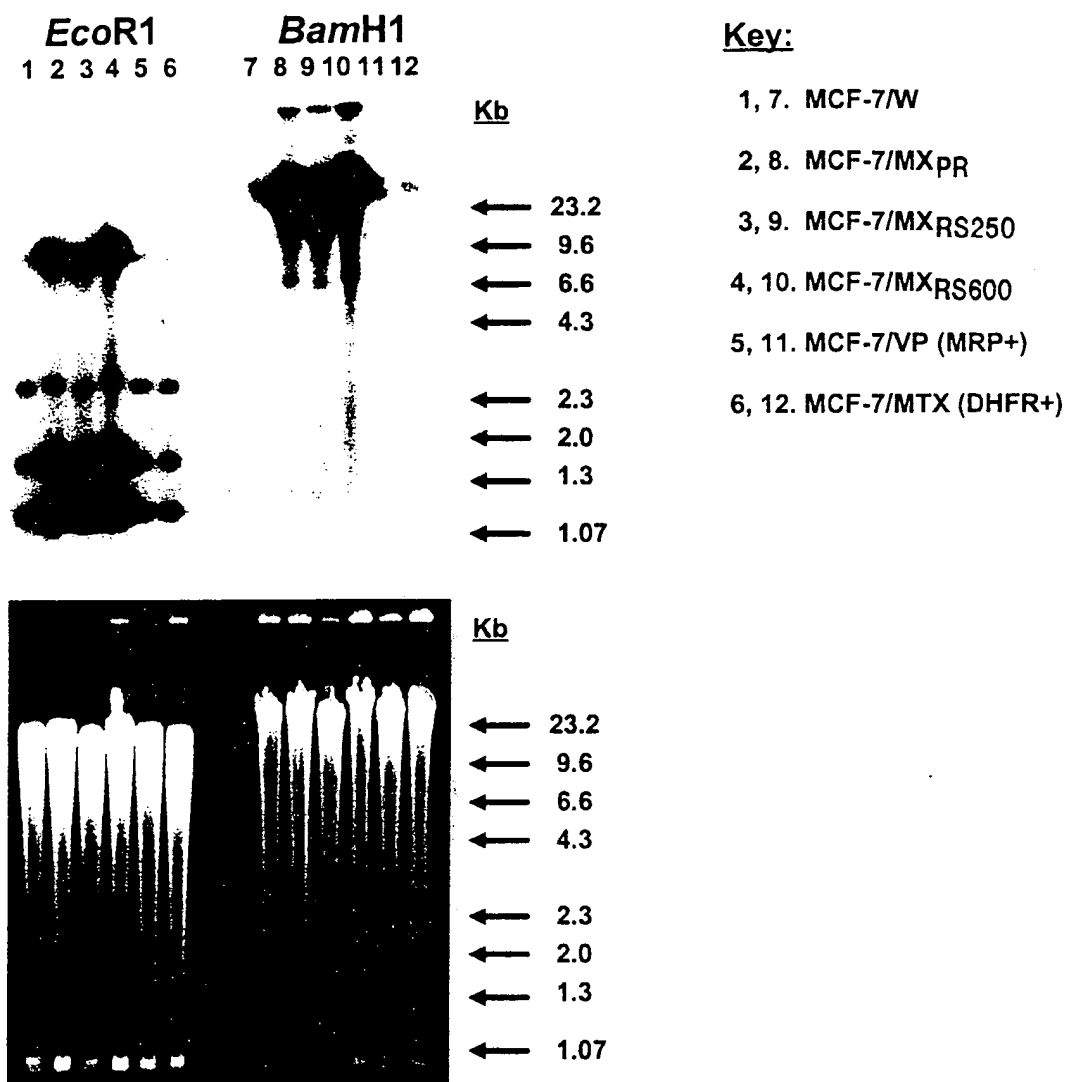 EcoR1 BamH1
1 2 3 4 5 6 7 8 9 10 11 12
Kb
23.2
9.6
6.6
4.3
2.3
2.0
1.3
1.07
Kb
23.2
9.6
6.6
4.3
2.3
2.0
1.3
1.07
Key:
1, 7. MCF-7/W
2, 8. MCF-7/MXPR
3, 9. MCF-7/MXRS250
4, 10. MCF-7/MXRS600
5, 11. MCF-7/VP (MRP+)
6, 12. MCF-7/MTX (DHFR+)